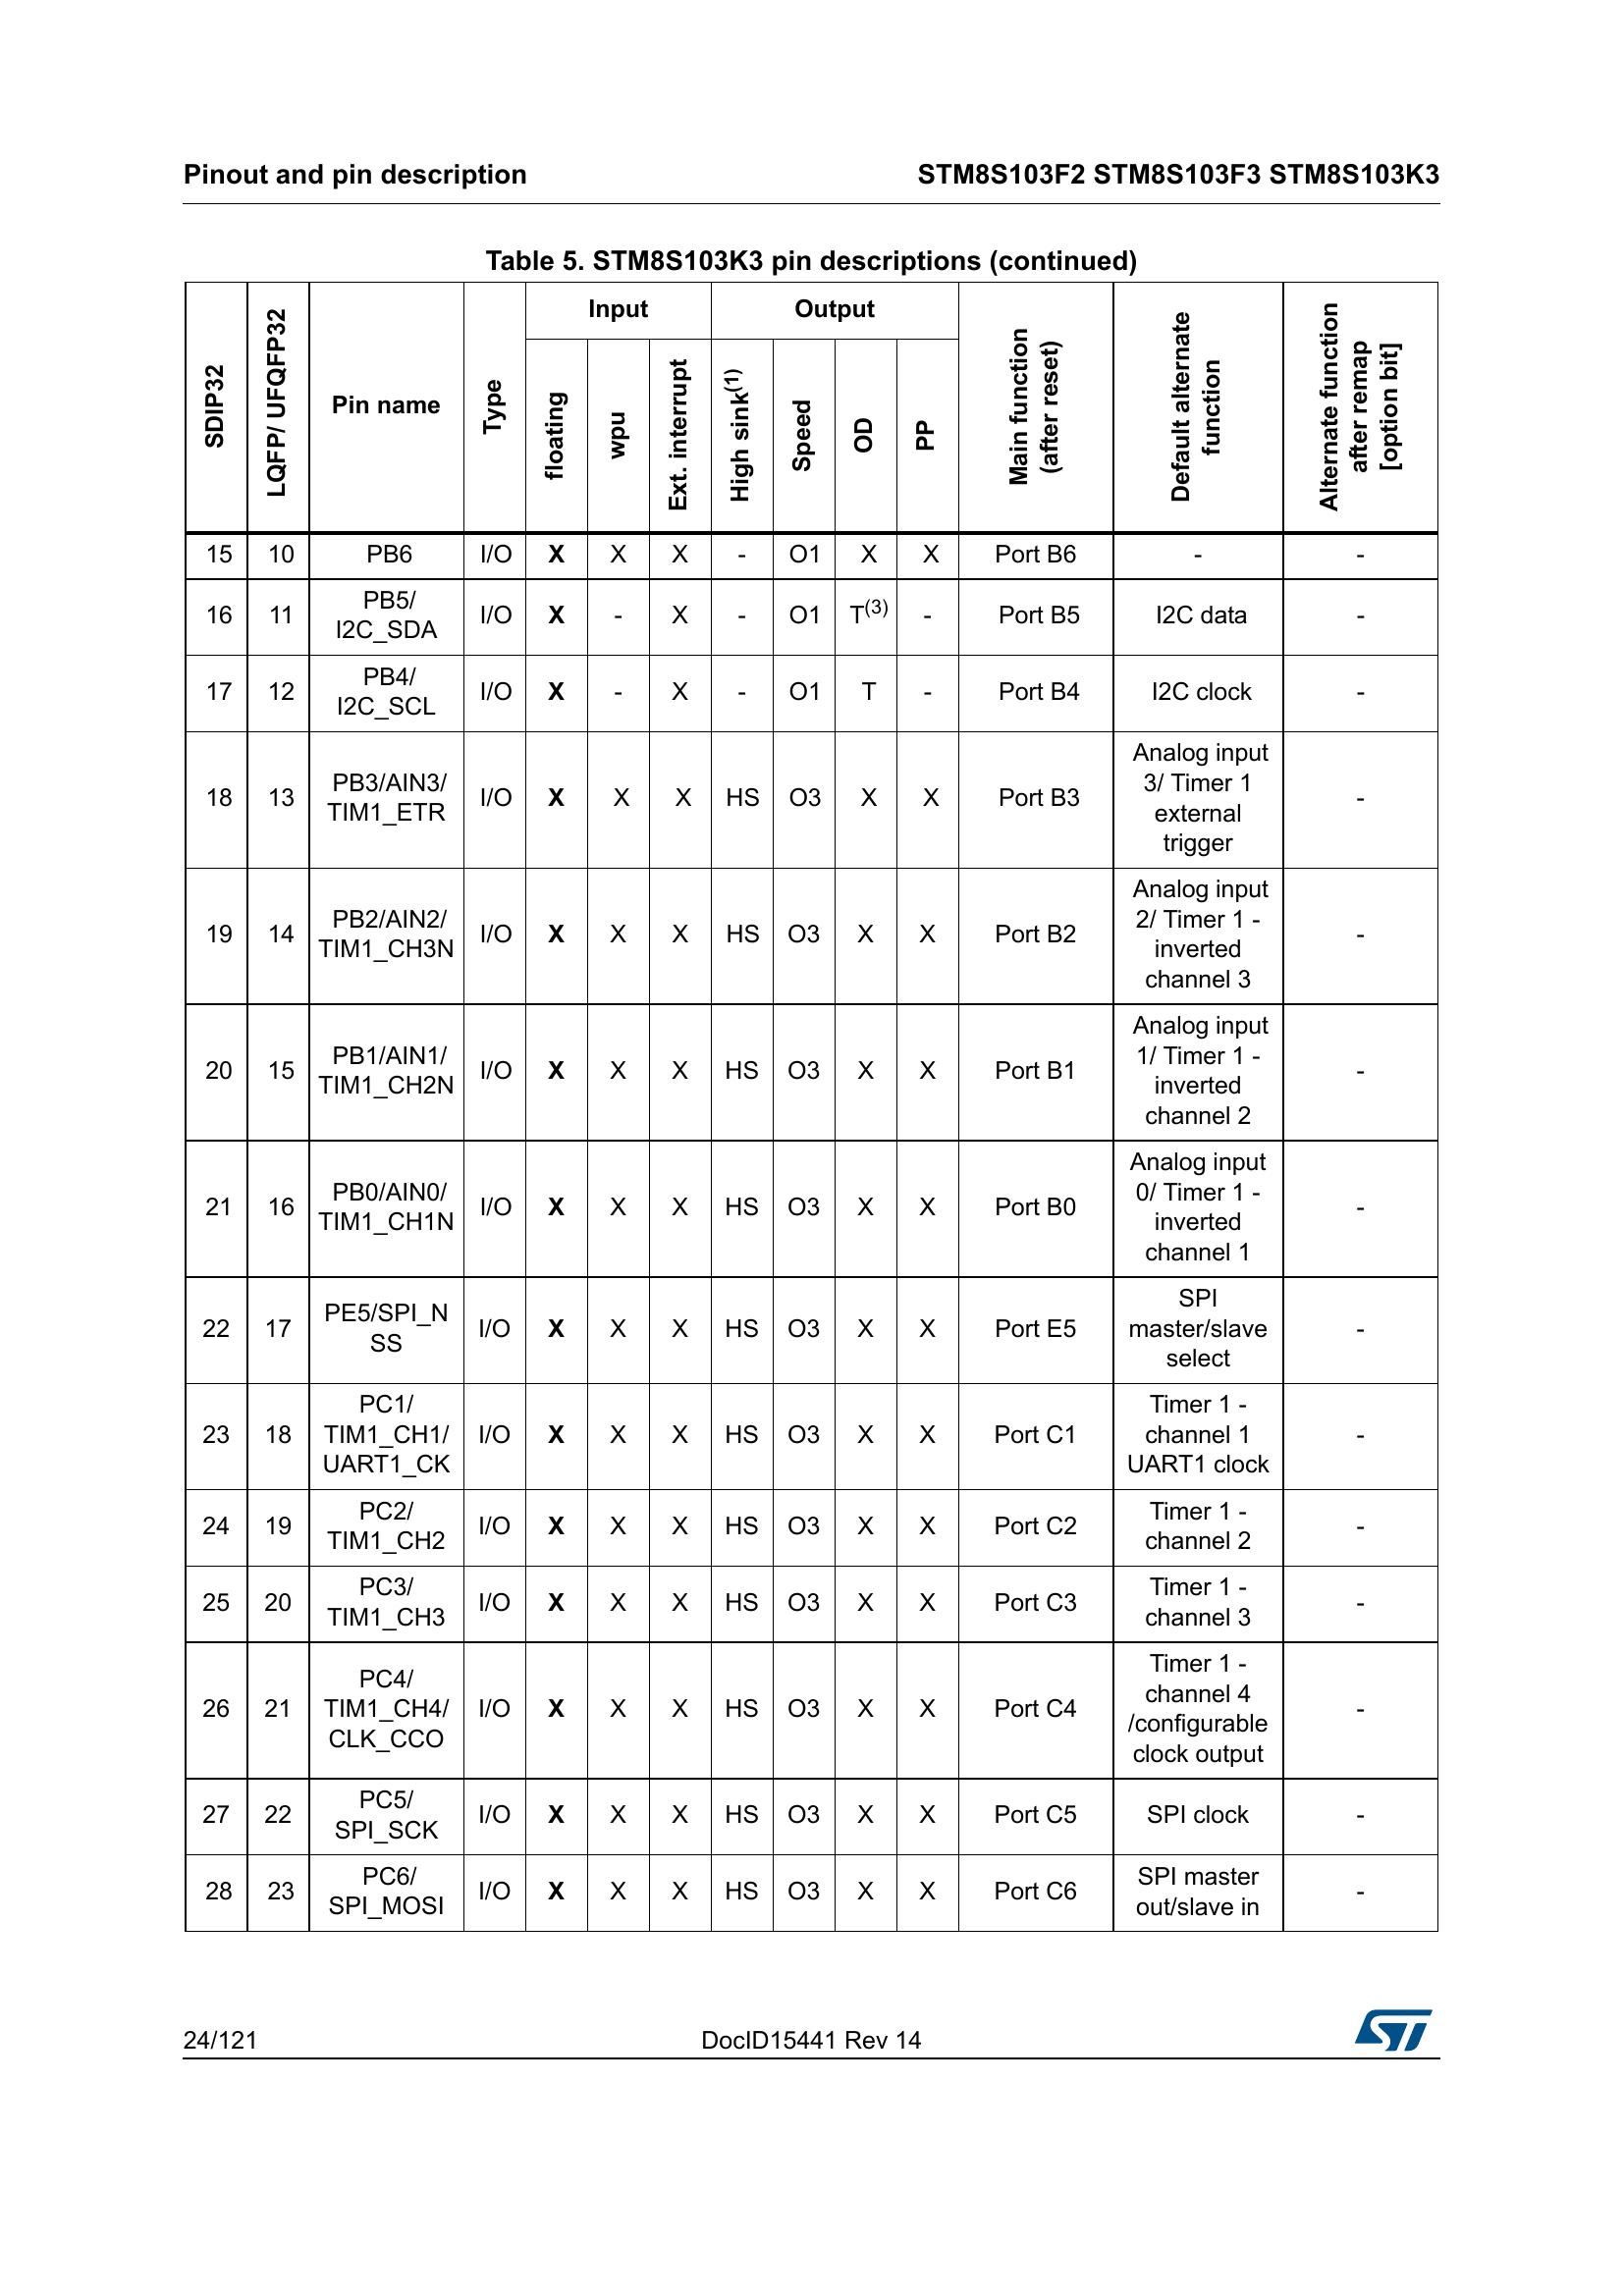 Pinout and pin description STM8S103F2 STM8S103F3 STM8S103K3
Table 5. STM8S103K3 pin descriptions (continued)
SDIP32
LQFP/ UFQFP32
Pin name
Type
Input
floating
wpu
Ext. interrupt
Output
High sink(1)
Speed
OD
PP
Main function
(after reset)
Default alternate
function
Alternate function
after remap
[option bit]
15 10 PB6 I/O X X X - O1 X X Port B6 - -
16 11 PB5/
I2C_SDA I/O X - X - O1 T(3) - Port B5 I2C data -
17 12 PB4/
I2C_SCL I/O X - X - O1 T - Port B4 I2C clock -
18 13 PB3/AIN3/
TIM1_ETR I/O X X X HS O3 X X Port B3 Analog input
3/ Timer 1
external
trigger -
19 14 PB2/AIN2/
TIM1_CH3N I/O X X X HS O3 X X Port B2 Analog input
2/ Timer 1 -
inverted
channel 3 -
20 15 PB1/AIN1/
TIM1_CH2N I/O X X X HS O3 X X Port B1 Analog input
1/ Timer 1 -
inverted
channel 2 -
21 16 PB0/AIN0/
TIM1_CH1N I/O X X X HS O3 X X Port B0 Analog input
0/ Timer 1 -
inverted
channel 1 -
22 17 PE5/SPI_N
SS I/O X X X HS O3 X X Port E5 SPI
master/slave
select -
23 18 PC1/
TIM1_CH1/
UART1_CK I/O X X X HS O3 X X Port C1 Timer 1 -
channel 1
UART1 clock -
24 19 PC2/
TIM1_CH2 I/O X X X HS O3 X X Port C2 Timer 1 -
channel 2 -
25 20 PC3/
TIM1_CH3 I/O X X X HS O3 X X Port C3 Timer 1 -
channel 3 -
26 21 PC4/
TIM1_CH4/
CLK_CCO I/O X X X HS O3 X X Port C4 Timer 1 -
channel 4
/configurable
clock output -
27 22 PC5/
SPI_SCK I/O X X X HS O3 X X Port C5 SPI clock -
28 23 PC6/
SPI_MOSI I/O X X X HS O3 X X Port C6 SPI master
out/slave in -
24/121 DocID15441 Rev 14 ST